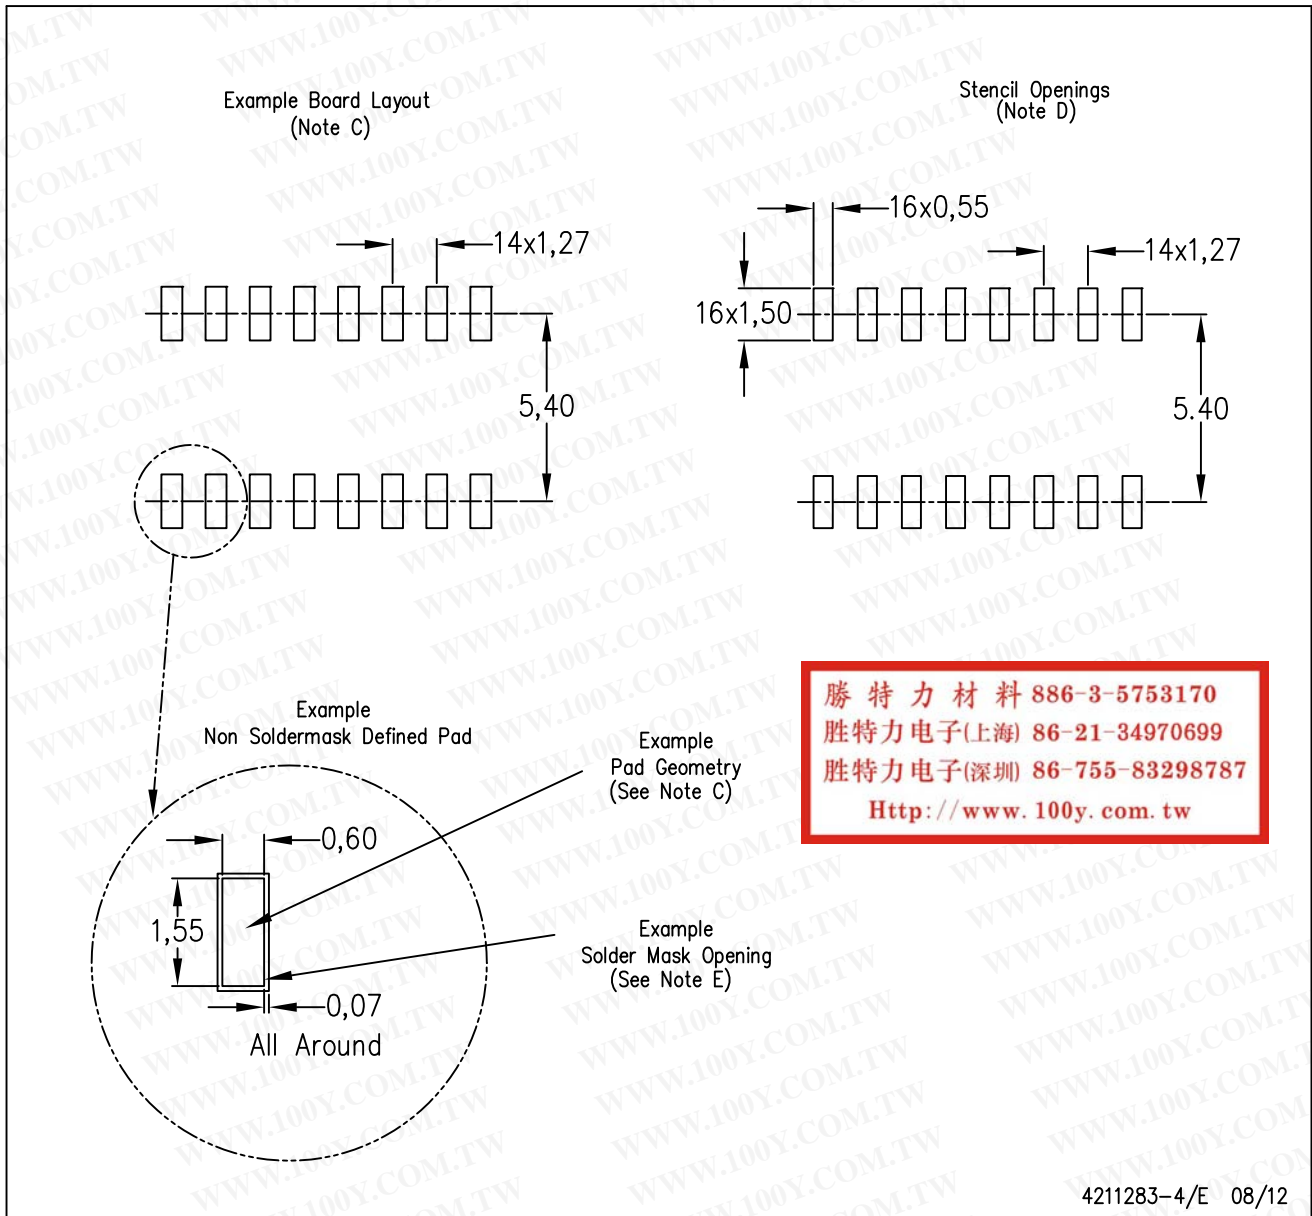 Example Board Layout
(Note C)
14x1,27
5,40
Stencil Openings
(Note D)
16x0,55
14x1,27
16x1,50
5.40
Example
Non Soldermask Defined Pad
0,60
1,55
0,07
All Around
Example
Pad Geometry
(See Note C)
Example
Solder Mask Opening
(See Note E)
勝 特 力 材 料 886-3-5753170
胜特力电子(上海) 86-21-34970699
胜特力电子(深圳) 86-755-83298787
Http://www.100y.com.tw
4211283-4/E 08/12
WWW.100Y.COM.TW